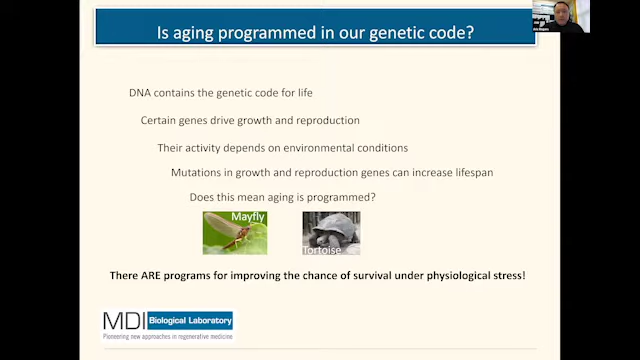 Is aging programmed in our genetic code?
DNA contains the genetic code for life
Certain genes drive growth and reproduction
Their activity depends on environmental conditions
Mutations in growth and reproduction genes can increase lifespan
Does this mean aging is programmed?
Mayfly
Tortoise
There ARE programs for improving the chance of survival under physiological stress!
MDI Biological Laboratory
Pioneering new approaches in regenerative medicine